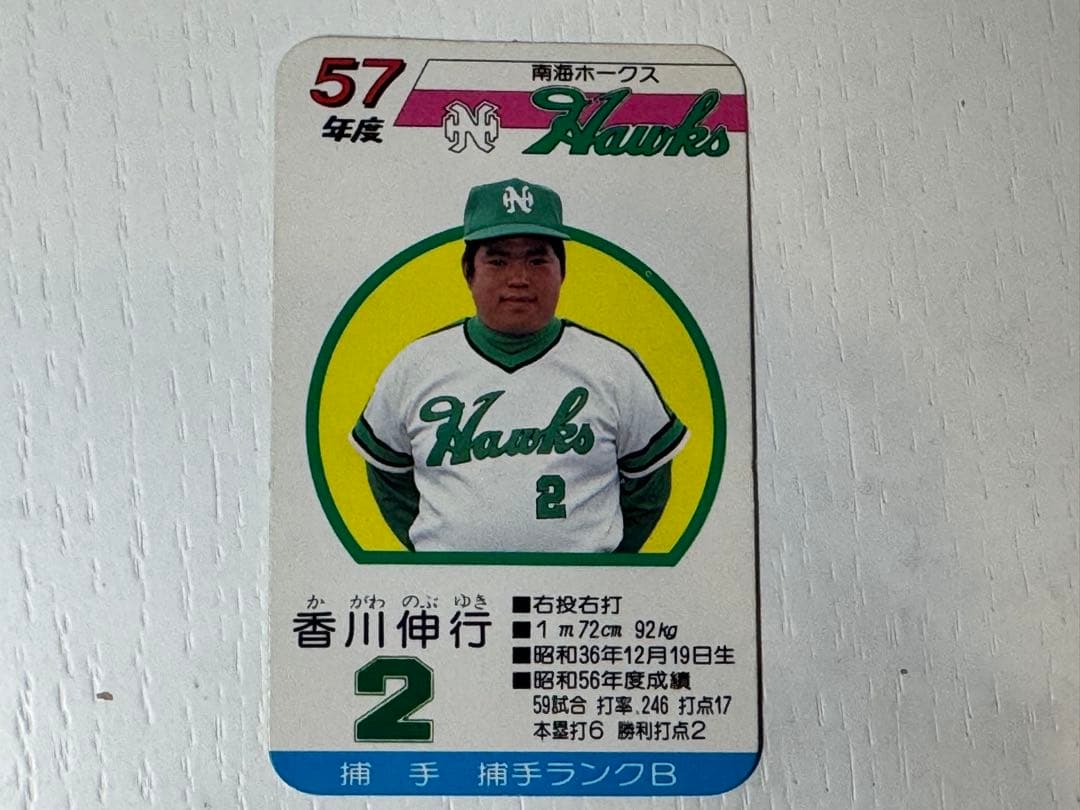 57
年度
南海ホークス
NH
Hawks
NH
Hawks
2
か がわ のぶ ゆき
香川伸行
2
■右投右打
■1m72cm 92kg
■昭和36年12月19日生
■昭和56年度成績
59試合 打率.246 打点17
本塁打6 勝利打点2
捕手 捕手ランクB